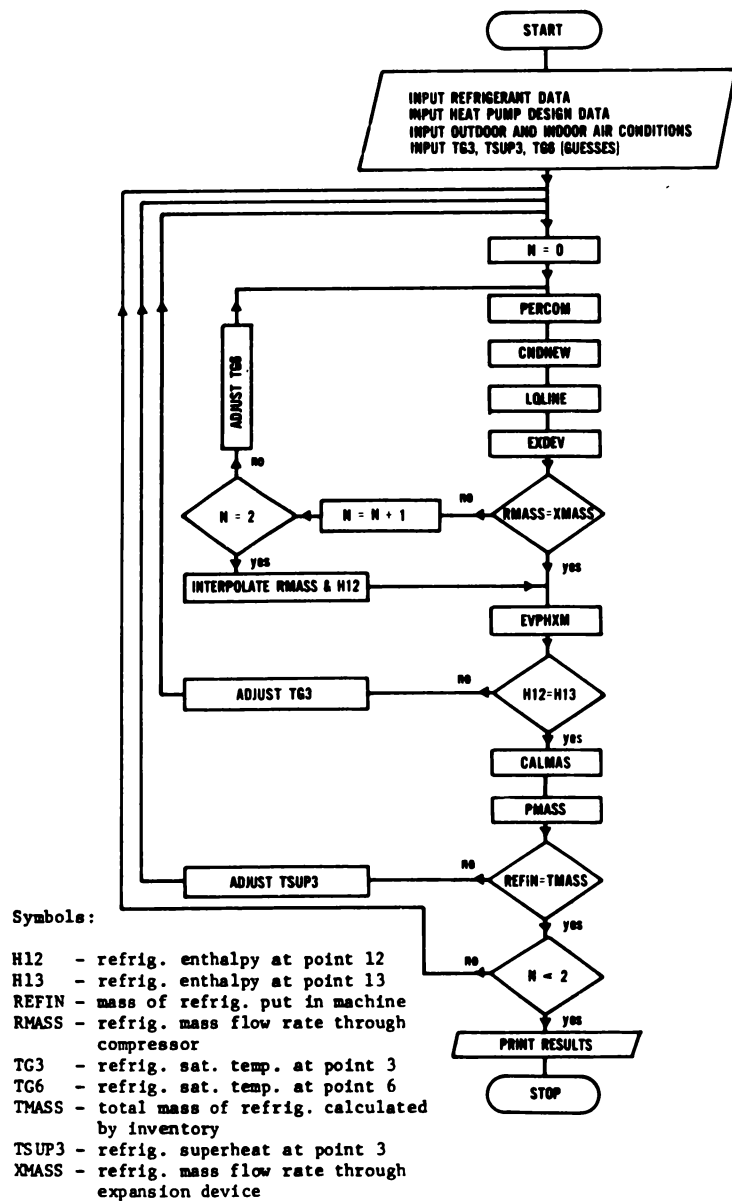 START
INPUT REFRIGERANT DATA
INPUT HEAT PUMP DESIGN DATA
INPUT OUTDOOR AND INDOOR AIR CONDITIONS
INPUT TG3, TSUP3, TG6 (GUESSES)
N = 0
PERCOM
CNDNEW
LQLINE
EXDEV
ADJUST TG6
no
N = 2
N = N + 1
no
RMASS=XMASS
yes
yes
INTERPOLATE RMASS & H12
EVPHXM
ADJUST TG3
no
H12=H13
yes
CALMAS
PMASS
ADJUST TSUP3
no
REFIN=TMASS
yes
no
N < 2
yes
PRINT RESULTS
STOP
Symbols:
H12 - refrig. enthalpy at point 12
H13 - refrig. enthalpy at point 13
REFIN - mass of refrig. put in machine
RMASS - refrig. mass flow rate through
compressor
TG3 - refrig. sat. temp. at point 3
TG6 - refrig. sat. temp. at point 6
TMASS - total mass of refrig. calculated
by inventory
TSUP3 - refrig. superheat at point 3
XMASS - refrig. mass flow rate through
expansion device